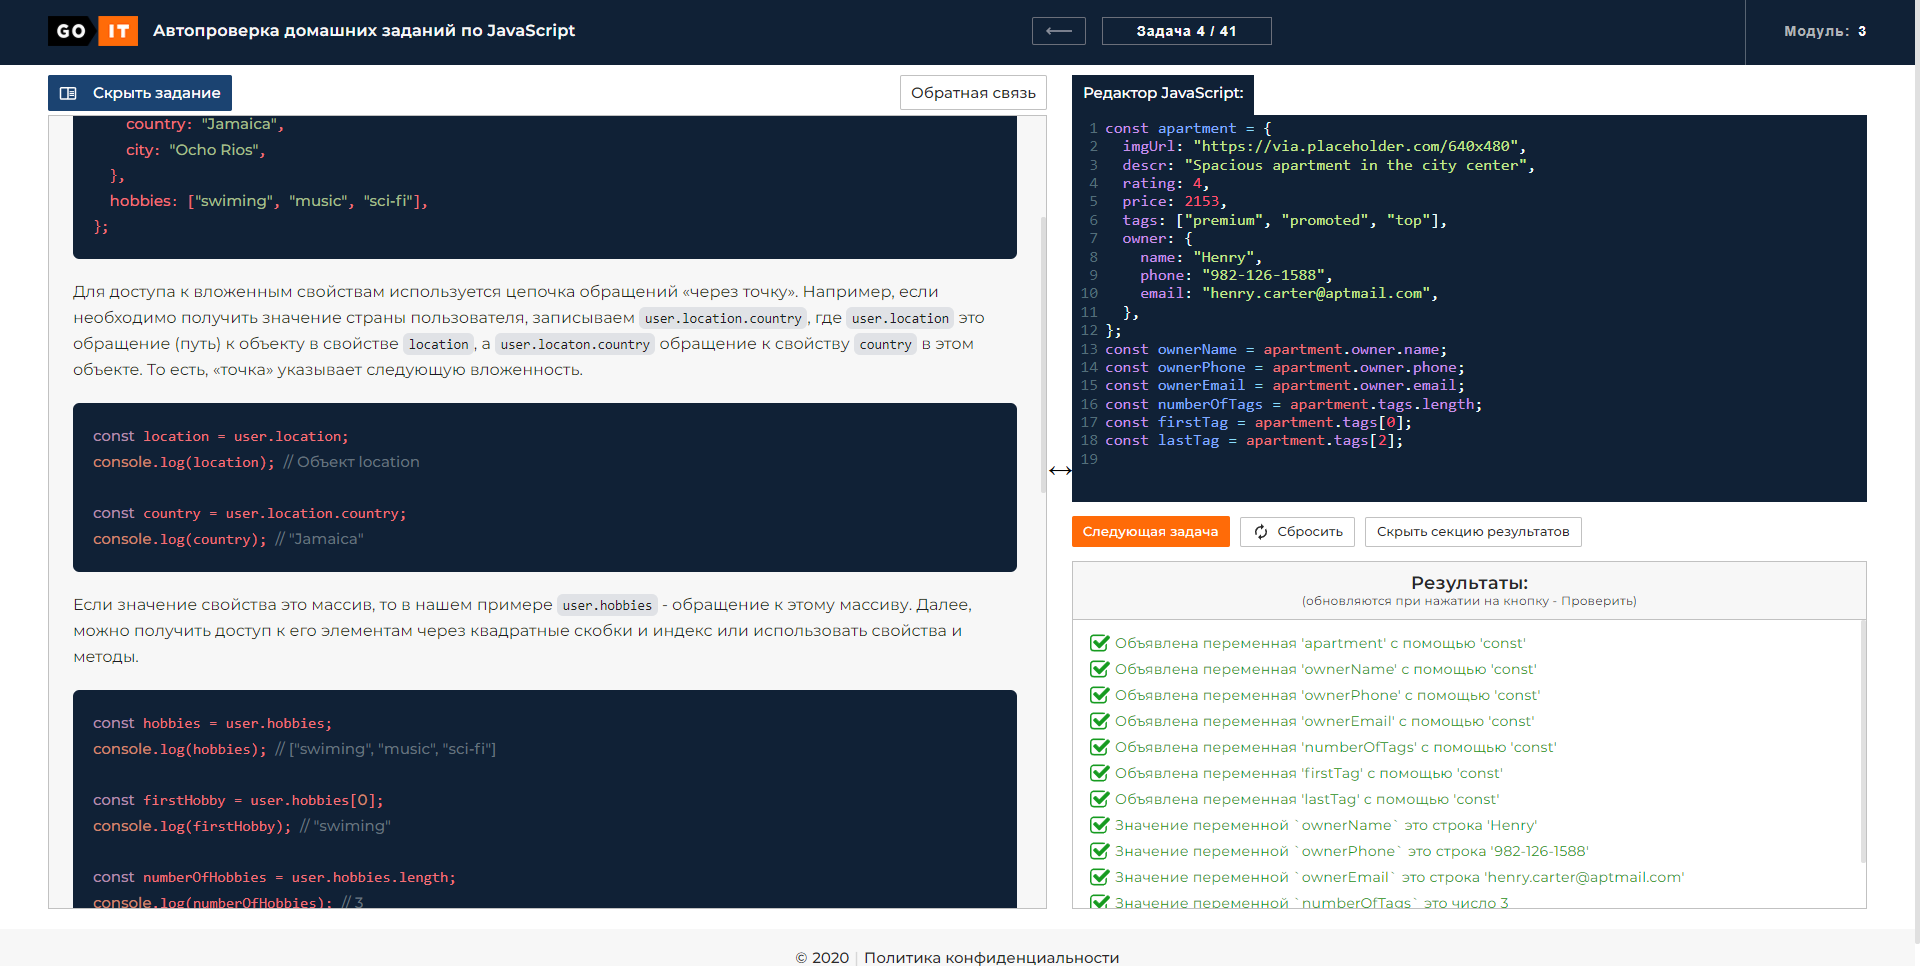 GO IT
Автопроверка домашних заданий по JavaScript
Задача 4 / 41
Модуль: 3
Скрыть задание
Обратная связь
country: "Jamaica",
city: "Ocho Rios",
},
hobbies: ["swiming", "music", "sci-fi"],
};
Для доступа к вложенным свойствам используется цепочка обращений «через точку». Например, если
необходимо получить значение страны пользователя, записываем user.location.country, где user.location это
обращение (путь) к объекту в свойстве location, а user.locaton.country обращение к свойству country в этом
объекте. То есть, «точка» указывает следующую вложенность.
const location = user.location;
console.log(location); // Объект location
const country = user.location.country;
console.log(country); // "Jamaica"
Если значение свойства это массив, то в нашем примере user.hobbies - обращение к этому массиву. Далее,
можно получить доступ к его элементам через квадратные скобки и индекс или использовать свойства и
методы.
const hobbies = user.hobbies;
console.log(hobbies); // ["swiming", "music", "sci-fi"]
const firstHobby = user.hobbies[0];
console.log(firstHobby); // "swiming"
const numberOfHobbies = user.hobbies.length;
console.log(numberOfHobbies); // 3
Редактор JavaScript:
1 const apartment = {
2 imgUrl: "https://via.placeholder.com/640x480",
3 descr: "Spacious apartment in the city center",
4 rating: 4,
5 price: 2153,
6 tags: ["premium", "promoted", "top"],
7 owner: {
8 name: "Henry",
9 phone: "982-126-1588",
10 email: "henry.carter@aptmail.com",
11 },
12 };
13 const ownerName = apartment.owner.name;
14 const ownerPhone = apartment.owner.phone;
15 const ownerEmail = apartment.owner.email;
16 const numberOfTags = apartment.tags.length;
17 const firstTag = apartment.tags[0];
18 const lastTag = apartment.tags[2];
19
Следующая задача
Сбросить
Скрыть секцию результатов
Результаты:
(обновляются при нажатии на кнопку - Проверить)
Объявлена переменная 'apartment' с помощью 'const'
Объявлена переменная 'ownerName' с помощью 'const'
Объявлена переменная 'ownerPhone' с помощью 'const'
Объявлена переменная 'ownerEmail' с помощью 'const'
Объявлена переменная 'numberOfTags' с помощью 'const'
Объявлена переменная 'firstTag' с помощью 'const'
Объявлена переменная 'lastTag' с помощью 'const'
Значение переменной `ownerName` это строка 'Henry'
Значение переменной `ownerPhone` это строка '982-126-1588'
Значение переменной `ownerEmail` это строка 'henry.carter@aptmail.com'
Значение переменной `numberOfTags` это число 3
© 2020 | Политика конфиденциальности